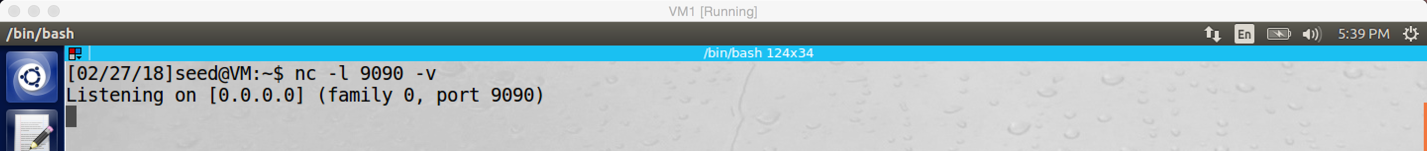 VM1 [Running]
/bin/bash
En
5:39 PM
/bin/bash 124x34
[02/27/18]seed@VM:~$ nc -l 9090 -v
Listening on [0.0.0.0] (family 0, port 9090)